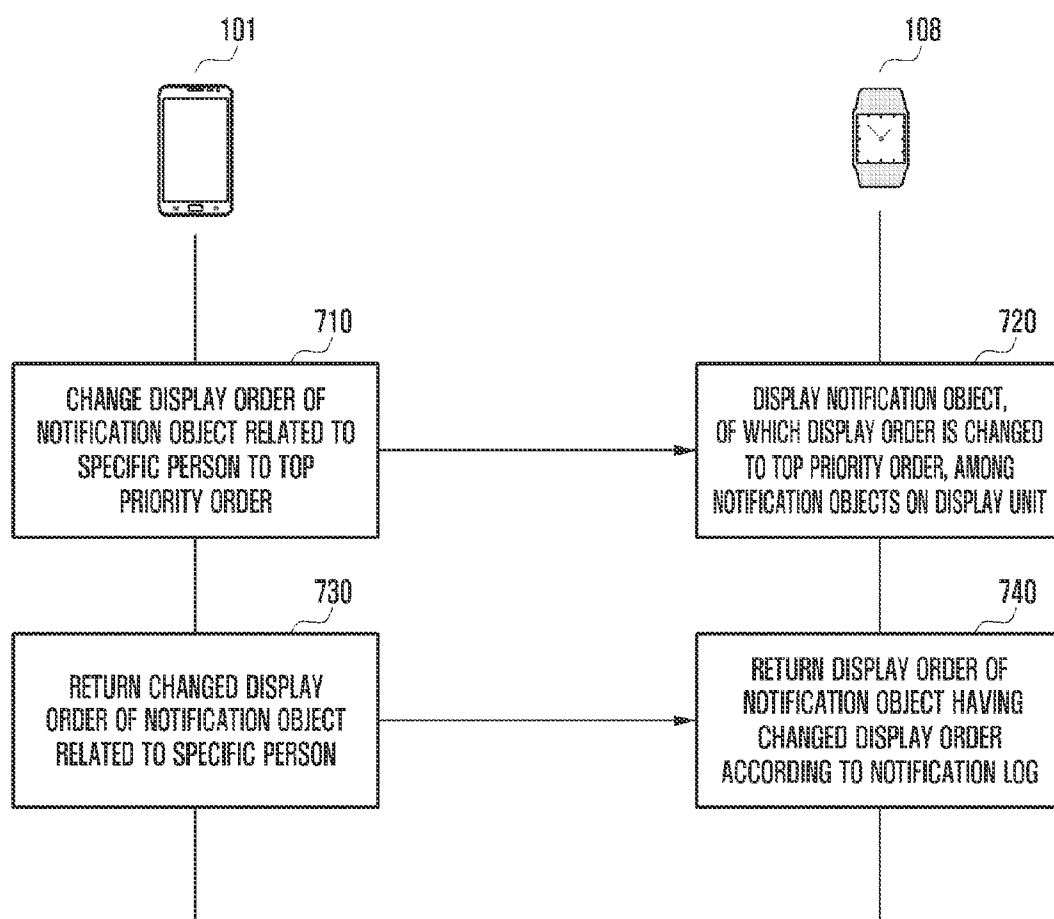 101
108
710
720
CHANGE DISPLAY ORDER OF
NOTIFICATION OBJECT RELATED TO
SPECIFIC PERSON TO TOP
PRIORITY ORDER
DISPLAY NOTIFICATION OBJECT,
OF WHICH DISPLAY ORDER IS CHANGED
TO TOP PRIORITY ORDER, AMONG
NOTIFICATION OBJECTS ON DISPLAY UNIT
730
740
RETURN CHANGED DISPLAY
ORDER OF NOTIFICATION OBJECT
RELATED TO SPECIFIC PERSON
RETURN DISPLAY ORDER OF
NOTIFICATION OBJECT HAVING
CHANGED DISPLAY ORDER
ACCORDING TO NOTIFICATION LOG